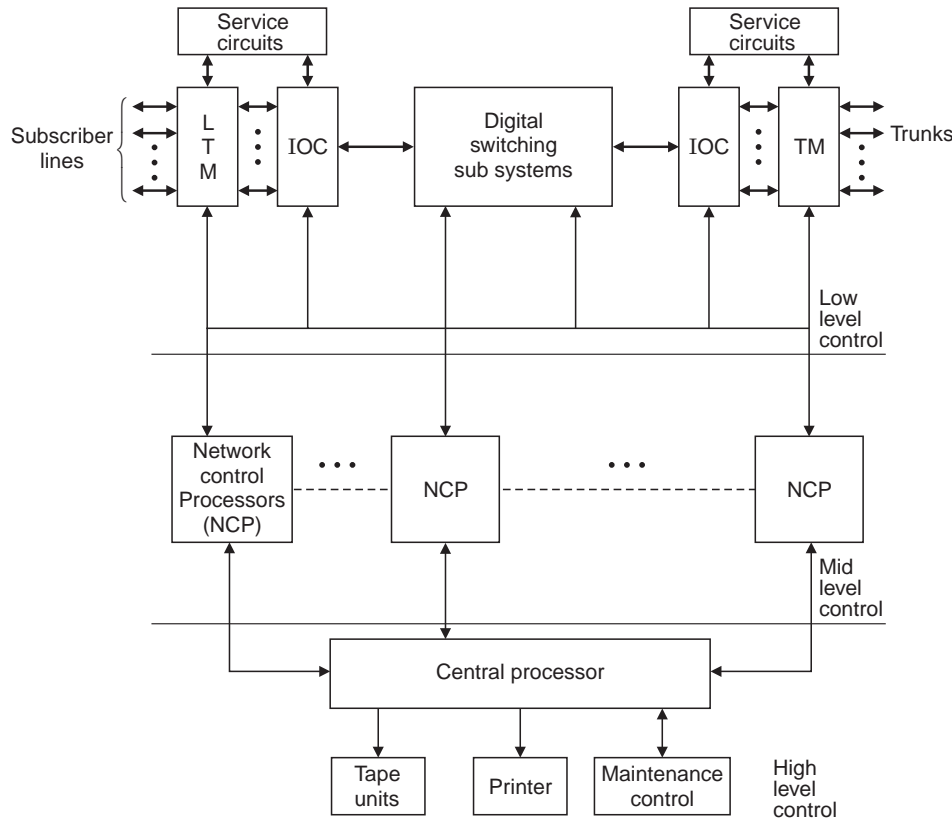 Service
circuits
Service
circuits
Subscriber
lines
L
T
M
IOC
Digital
switching
sub systems
IOC
TM
Trunks
Low
level
control
Network
control
Processors
(NCP)
NCP
NCP
Mid
level
control
Central processor
Tape
units
Printer
Maintenance
control
High
level
control